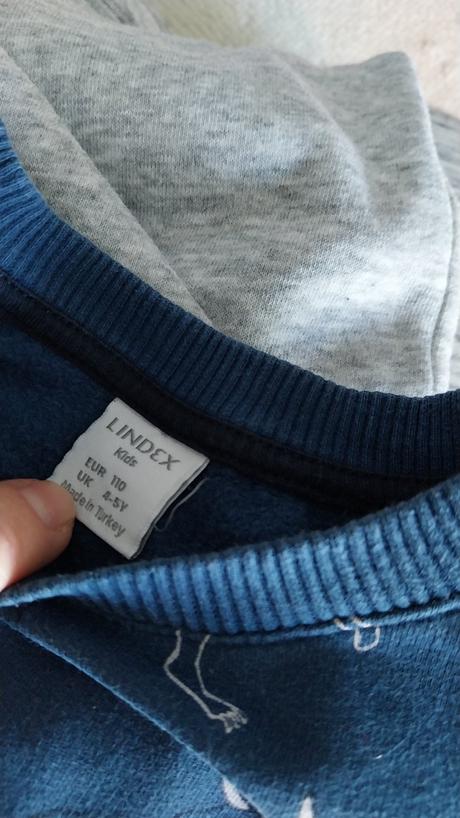 LINDEX
Kids
EUR 110
UK 4-5Y
Made in Turkey